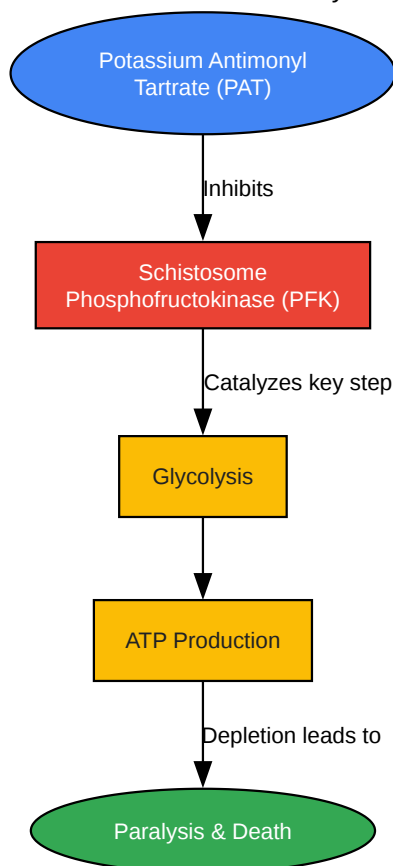 Potassium Antimonyl
Tartrate (PAT)
Inhibits
Schistosome
Phosphofructokinase (PFK)
Catalyzes key step
Glycolysis
ATP Production
Depletion leads to
Paralysis & Death